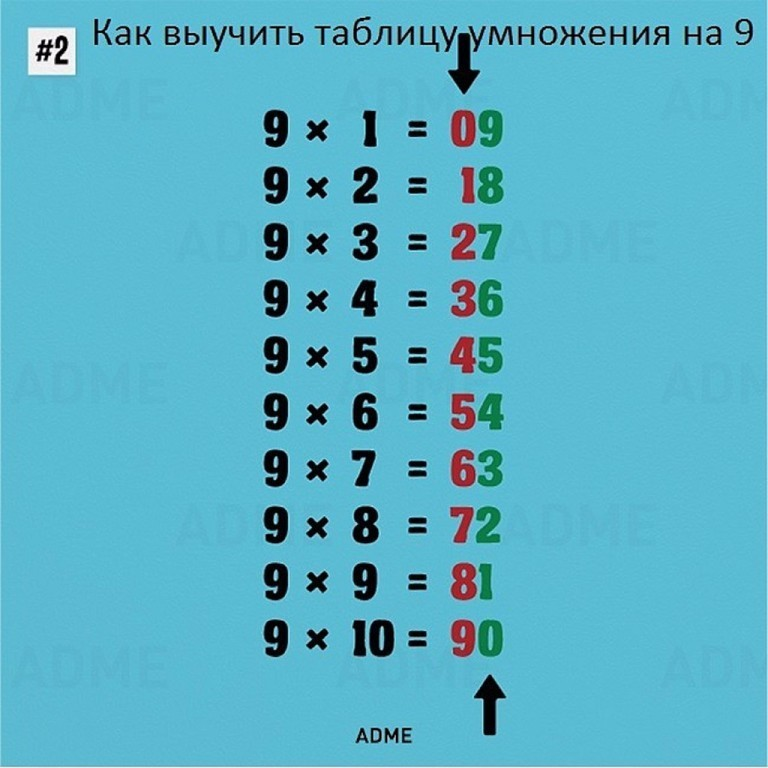 #2 Как выучить таблицу умножения на 9
9 × 1 = 09
9 × 2 = 18
9 × 3 = 27
9 × 4 = 36
9 × 5 = 45
9 × 6 = 54
9 × 7 = 63
9 × 8 = 72
9 × 9 = 81
9 × 10 = 90
ADME